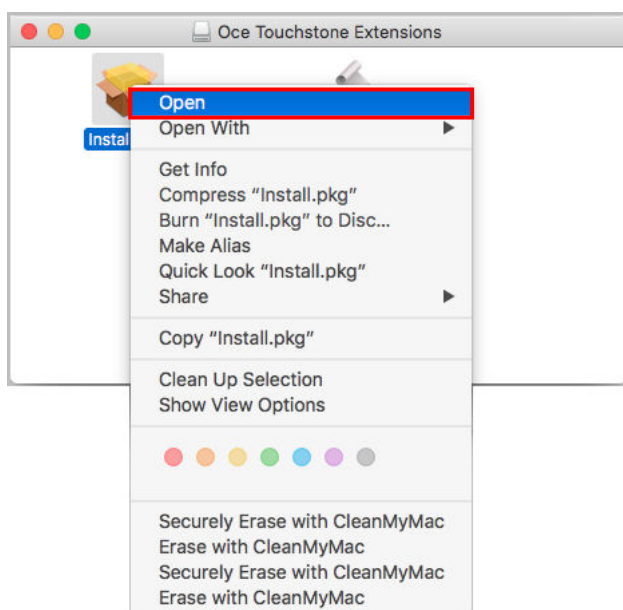 Oce Touchstone Extensions
Instal
Open
Open With
Get Info
Compress “Install.pkg”
Burn “Install.pkg” to Disc...
Make Alias
Quick Look “Install.pkg”
Share
Copy “Install.pkg”
Clean Up Selection
Show View Options
Securely Erase with CleanMyMac
Erase with CleanMyMac
Securely Erase with CleanMyMac
Erase with CleanMyMac